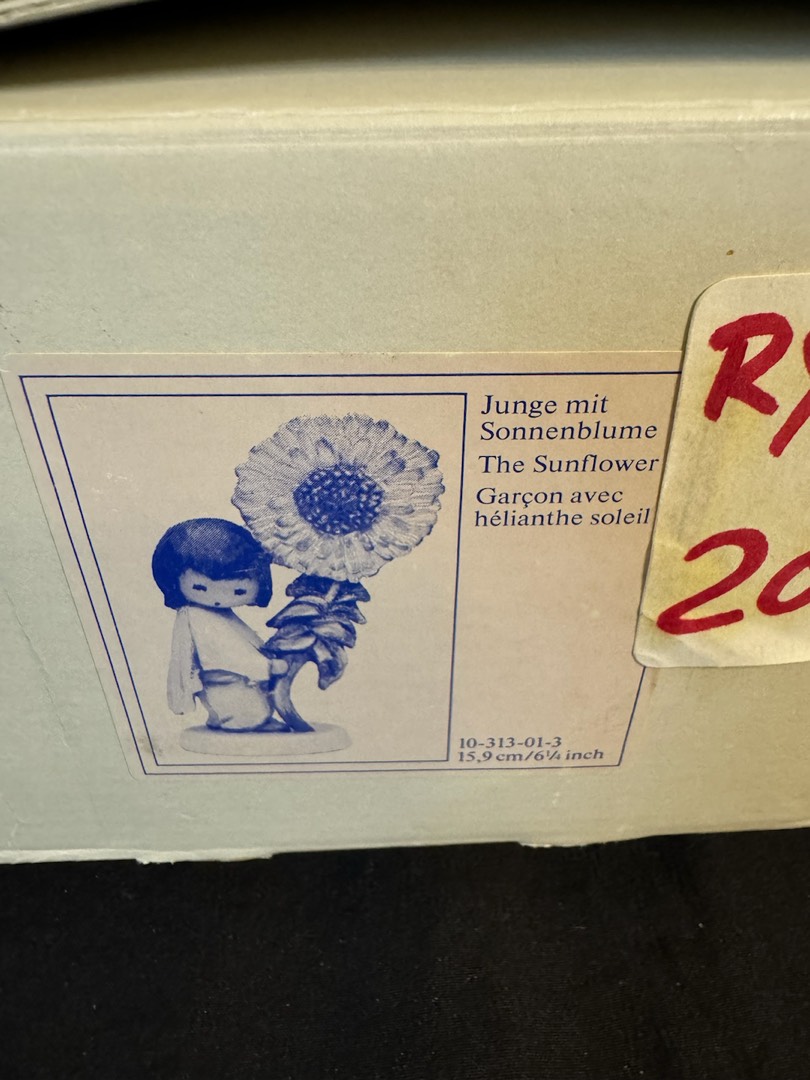 Junge mit
Sonnenblume
The Sunflower
Garçon avec
hélianthe soleil
10-313-01-3
15,9 cm/6¼ inch